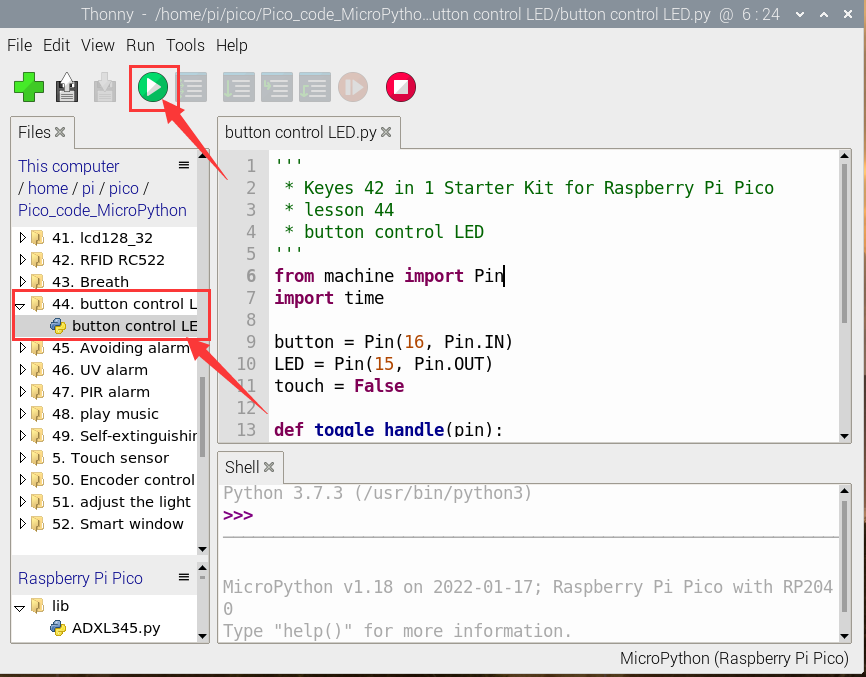 Thonny - /home/pi/pico/Pico_code_MicroPytho...utton control LED/button control LED.py @ 6 : 24
File Edit View Run Tools Help
Files
This computer
/ home / pi / pico /
Pico_code_MicroPython
41. lcd128_32
42. RFID RC522
43. Breath
44. button control L
button control LE
45. Avoiding alarm
46. UV alarm
47. PIR alarm
48. play music
49. Self-extinguishin
5. Touch sensor
50. Encoder control
51. adjust the light
52. Smart window
Raspberry Pi Pico
lib
ADXL345.py
button control LED.py
1 '''
2 * Keyes 42 in 1 Starter Kit for Raspberry Pi Pico
3 * lesson 44
4 * button control LED
5 '''
6 from machine import Pin
7 import time
8
9 button = Pin(16, Pin.IN)
10 LED = Pin(15, Pin.OUT)
11 touch = False
12
13 def toggle_handle(pin):
Shell
Python 3.7.3 (/usr/bin/python3)
>>>
MicroPython v1.18 on 2022-01-17; Raspberry Pi Pico with RP204
0
Type "help()" for more information.
MicroPython (Raspberry Pi Pico)